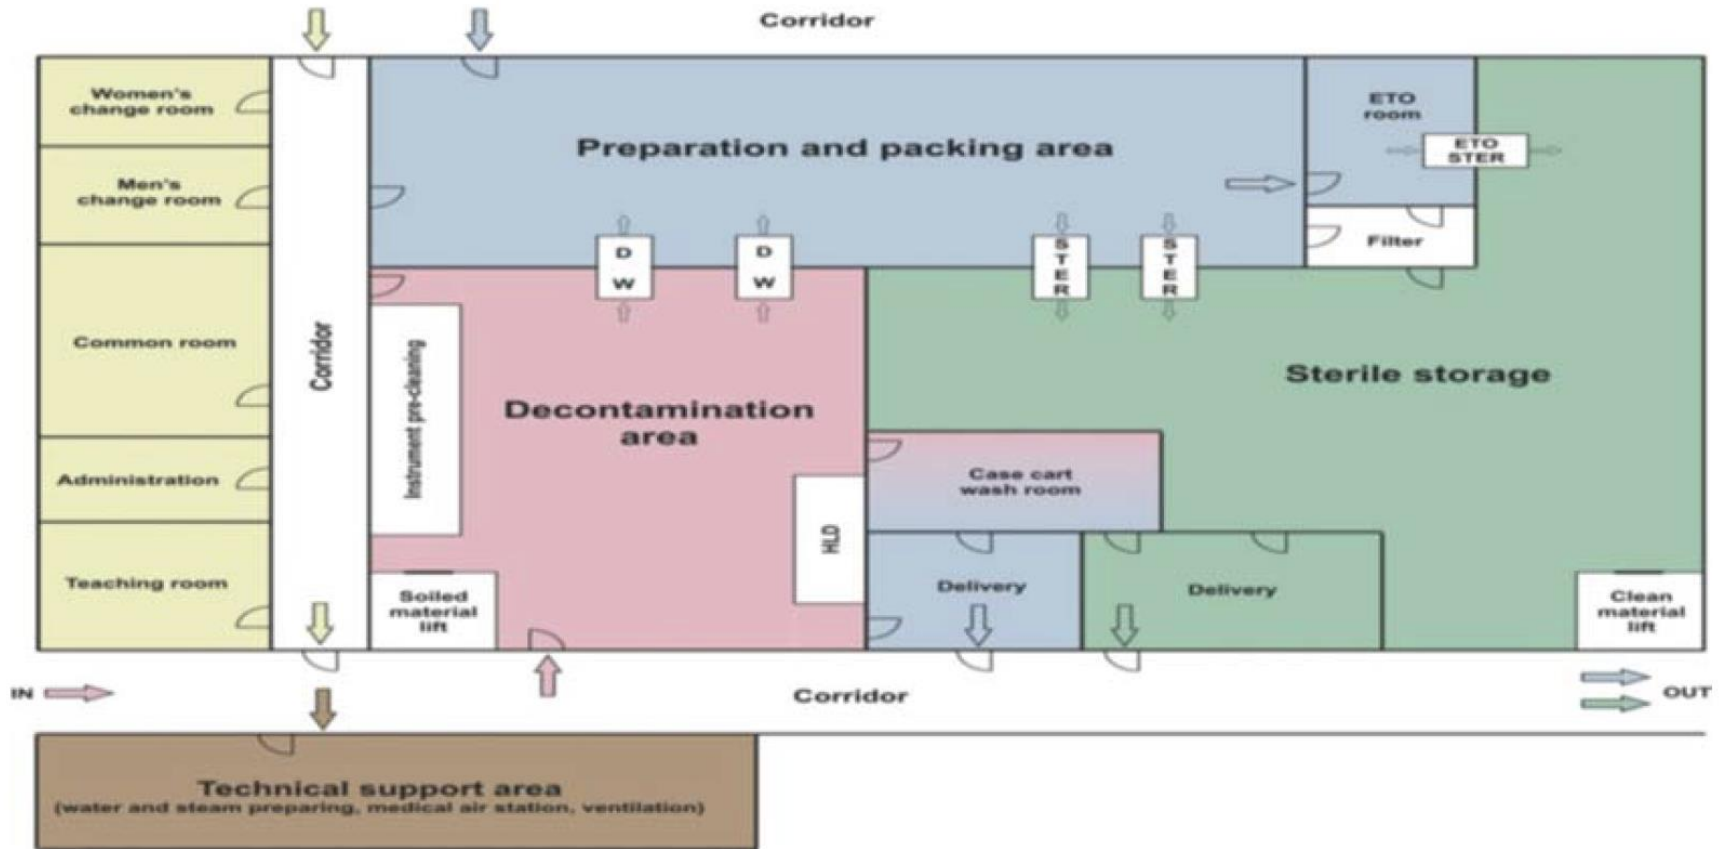 Corridor
Women's
change room
Men's
change room
Common room
Administration
Teaching room
Corridor
Preparation and packing area
ETO
room
ETO
STER
Filter
D
W
D
W
S
T
E
R
S
T
E
R
Instrument pre-cleaning
Decontamination
area
Sterile storage
Case cart
wash room
HLD
Soiled
material
lift
Delivery
Delivery
Clean
material
lift
IN
Corridor
OUT
Technical support area
(water and steam preparing, medical air station, ventilation)